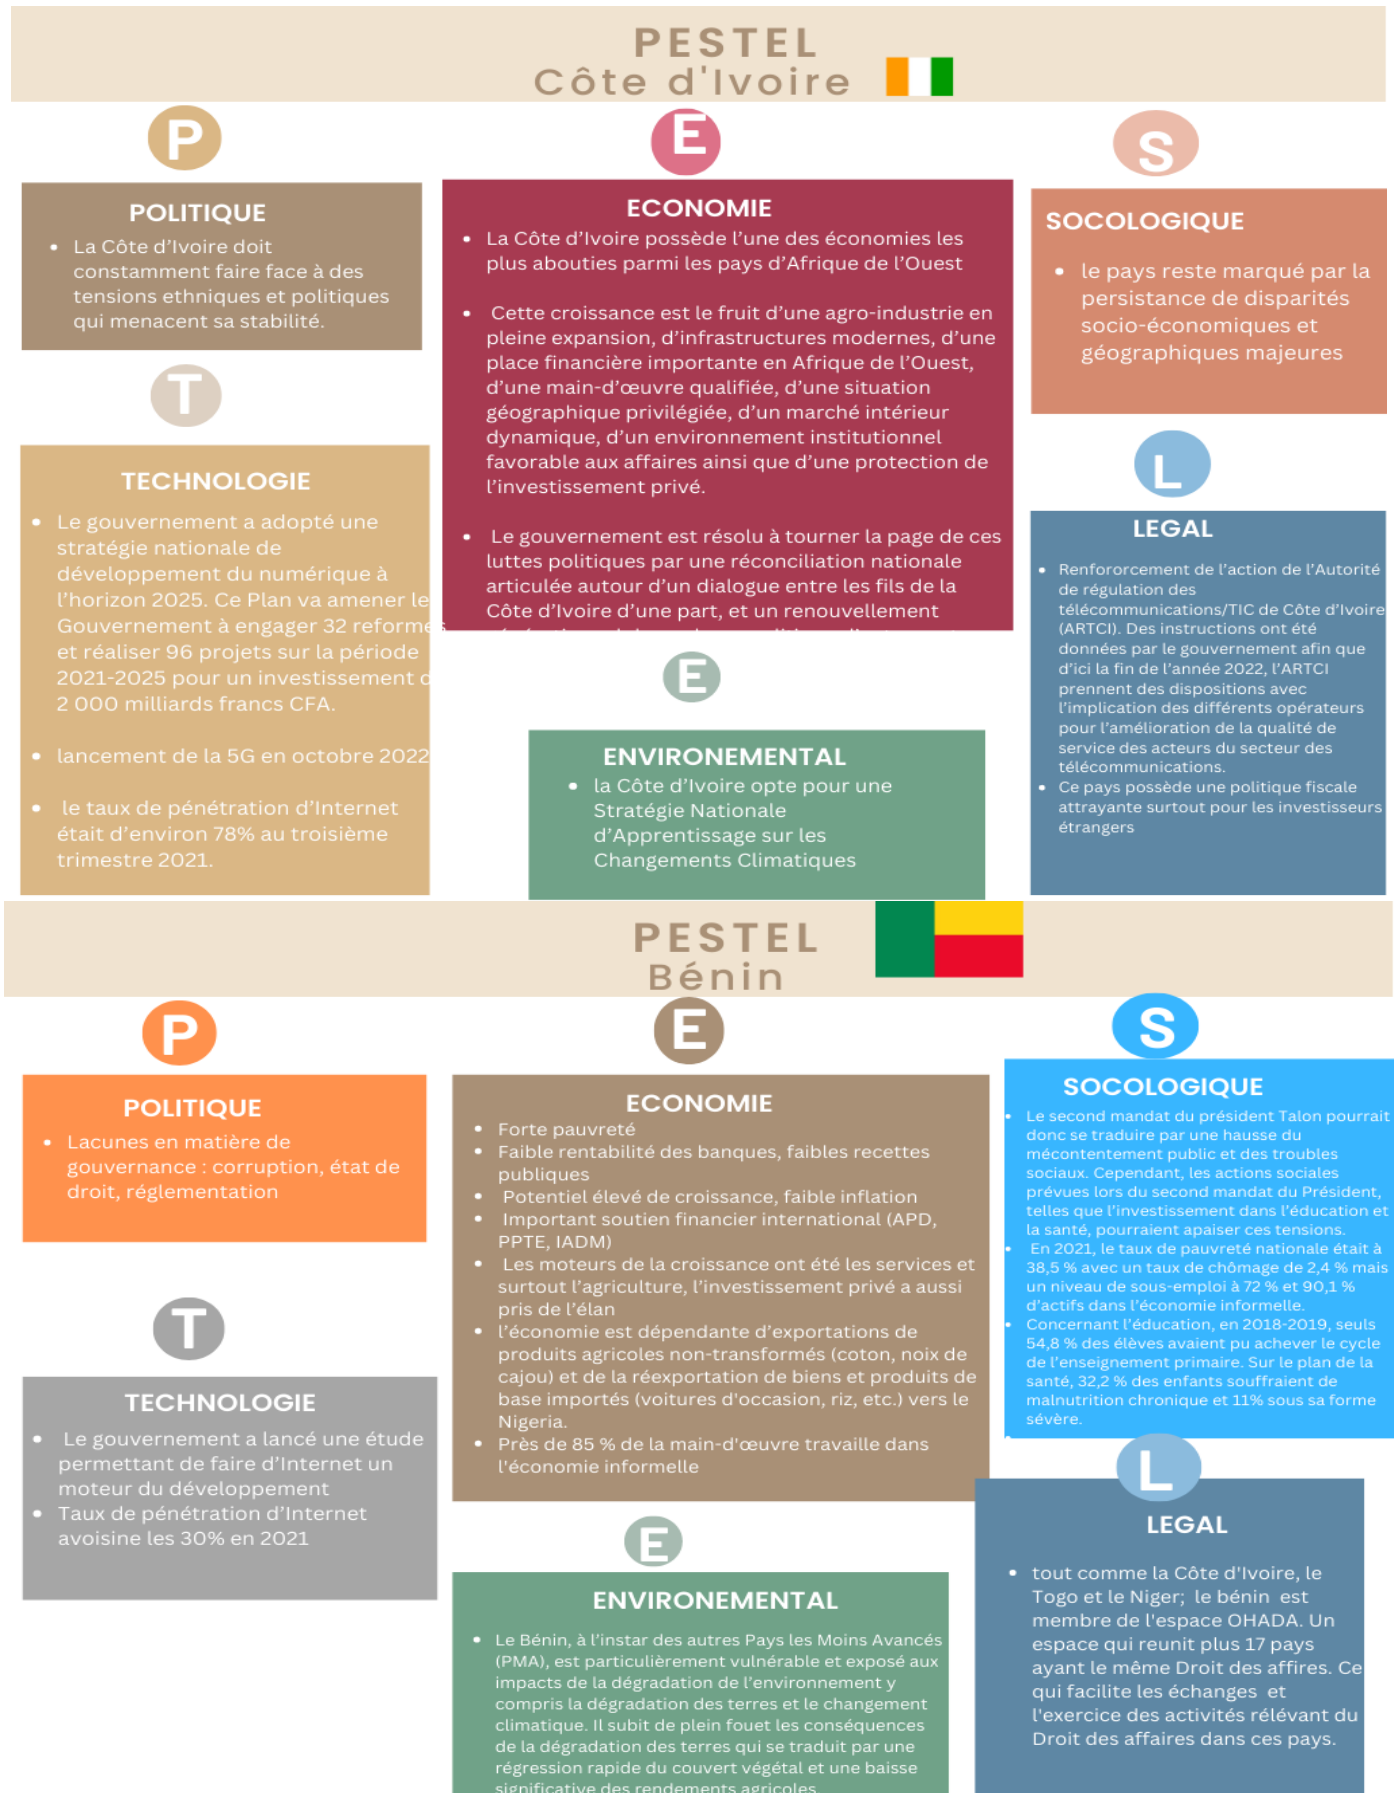 PESTEL
Côte d'Ivoire
P
POLITIQUE
• La Côte d'Ivoire doit
constamment faire face à des
tensions ethniques et politiques
qui menacent sa stabilité.
E
ECONOMIE
• La Côte d'Ivoire possède l'une des économies les
plus abouties parmi les pays d'Afrique de l'Ouest
• Cette croissance est le fruit d'une agro-industrie en
pleine expansion, d'infrastructures modernes, d'une
place financière importante en Afrique de l'Ouest,
d'une main-d'œuvre qualifiée, d'une situation
géographique privilégiée, d'un marché intérieur
dynamique, d'un environnement institutionnel
favorable aux affaires ainsi que d'une protection de
l'investissement privé.
• Le gouvernement est résolu à tourner la page de ces
luttes politiques par une réconciliation nationale
articulée autour d'un dialogue entre les fils de la
Côte d'Ivoire d'une part, et un renouvellement
S
SOCOLOGIQUE
• le pays reste marqué par la
persistance de disparités
socio-économiques et
géographiques majeures
T
TECHNOLOGIE
• Le gouvernement a adopté une
stratégie nationale de
développement du numérique à
l'horizon 2025. Ce Plan va amener le
Gouvernement à engager 32 reformes
et réaliser 96 projets sur la période
2021-2025 pour un investissement d
2 000 milliards francs CFA.
• lancement de la 5G en octobre 2022
• le taux de pénétration d'Internet
était d'environ 78% au troisième
trimestre 2021.
E
ENVIRONEMENTAL
• la Côte d'Ivoire opte pour une
Stratégie Nationale
d'Apprentissage sur les
Changements Climatiques
L
LEGAL
• Renfororcement de l'action de l'Autorité
de régulation des
télécommunications/TIC de Côte d'Ivoire
(ARTCI). Des instructions ont été
données par le gouvernement afin que
d'ici la fin de l'année 2022, l'ARTCI
prennent des dispositions avec
l'implication des différents opérateurs
pour l'amélioration de la qualité de
service des acteurs du secteur des
télécommunications.
• Ce pays possède une politique fiscale
attrayante surtout pour les investisseurs
étrangers
PESTEL
Bénin
P
POLITIQUE
• Lacunes en matière de
gouvernance : corruption, état de
droit, réglementation
E
ECONOMIE
• Forte pauvreté
• Faible rentabilité des banques, faibles recettes
publiques
• Potentiel élevé de croissance, faible inflation
• Important soutien financier international (APD,
PPTE, IADM)
• Les moteurs de la croissance ont été les services et
surtout l'agriculture, l'investissement privé a aussi
pris de l'élan
• l'économie est dépendante d'exportations de
produits agricoles non-transformés (coton, noix de
cajou) et de la réexportation de biens et produits de
base importés (voitures d'occasion, riz, etc.) vers le
Nigeria.
• Près de 85 % de la main-d'œuvre travaille dans
l'économie informelle
S
SOCOLOGIQUE
• Le second mandat du président Talon pourrait
donc se traduire par une hausse du
mécontentement public et des troubles
sociaux. Cependant, les actions sociales
prévues lors du second mandat du Président,
telles que l'investissement dans l'éducation et
la santé, pourraient apaiser ces tensions.
• En 2021, le taux de pauvreté nationale était à
38,5 % avec un taux de chômage de 2,4 % mais
un niveau de sous-emploi à 72 % et 90,1 %
d'actifs dans l'économie informelle.
• Concernant l'éducation, en 2018-2019, seuls
54,8 % des élèves avaient pu achever le cycle
de l'enseignement primaire. Sur le plan de la
santé, 32,2 % des enfants souffraient de
malnutrition chronique et 11% sous sa forme
sévère.
T
TECHNOLOGIE
• Le gouvernement a lancé une étude
permettant de faire d'Internet un
moteur du développement
• Taux de pénétration d'Internet
avoisine les 30% en 2021
E
ENVIRONEMENTAL
• Le Bénin, à l'instar des autres Pays les Moins Avancés
(PMA), est particulièrement vulnérable et exposé aux
impacts de la dégradation de l'environnement y
compris la dégradation des terres et le changement
climatique. Il subit de plein fouet les conséquences
de la dégradation des terres qui se traduit par une
régression rapide du couvert végétal et une baisse
significative des rendements agricoles
L
LEGAL
• tout comme la Côte d'Ivoire, le
Togo et le Niger; le bénin est
membre de l'espace OHADA. Un
espace qui reunit plus 17 pays
ayant le même Droit des affires. Ce
qui facilite les échanges et
l'exercice des activités rélévant du
Droit des affaires dans ces pays.